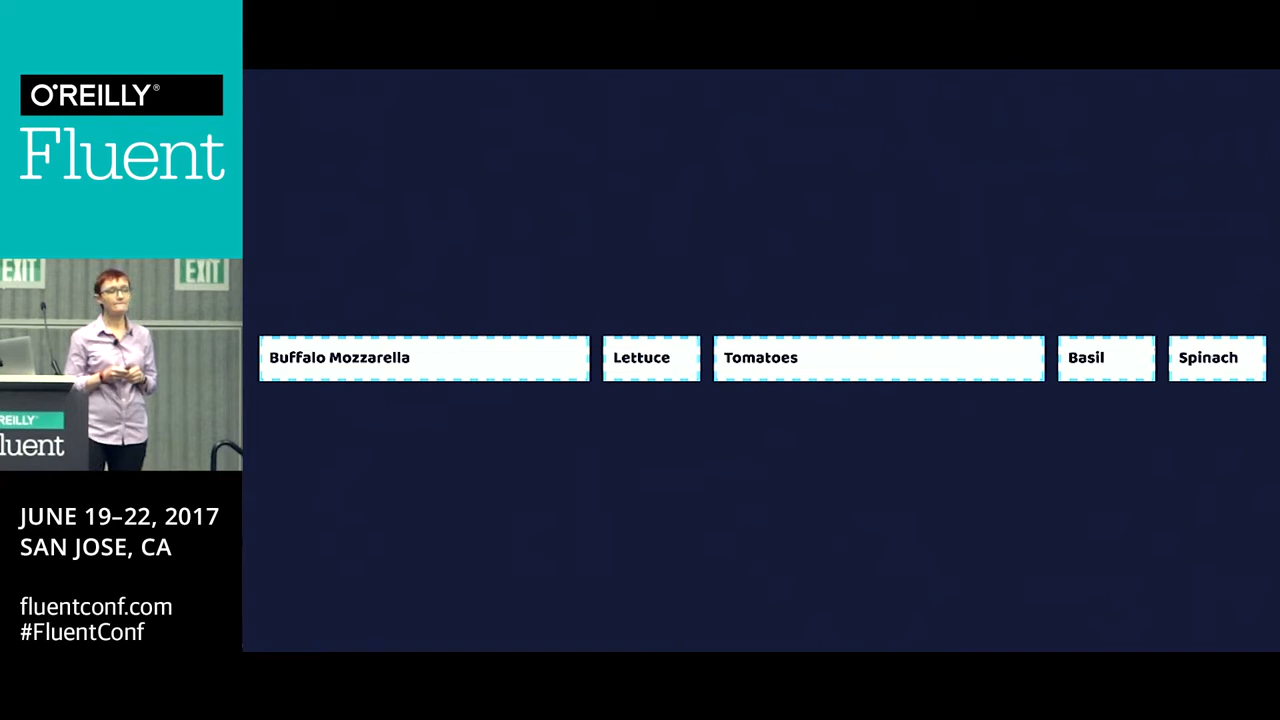 O'REILLY®
Fluent
EXIT
EXIT
REILLY
luent
JUNE 19–22, 2017
SAN JOSE, CA
fluentconf.com
#FluentConf
Buffalo Mozzarella
Lettuce
Tomatoes
Basil
Spinach